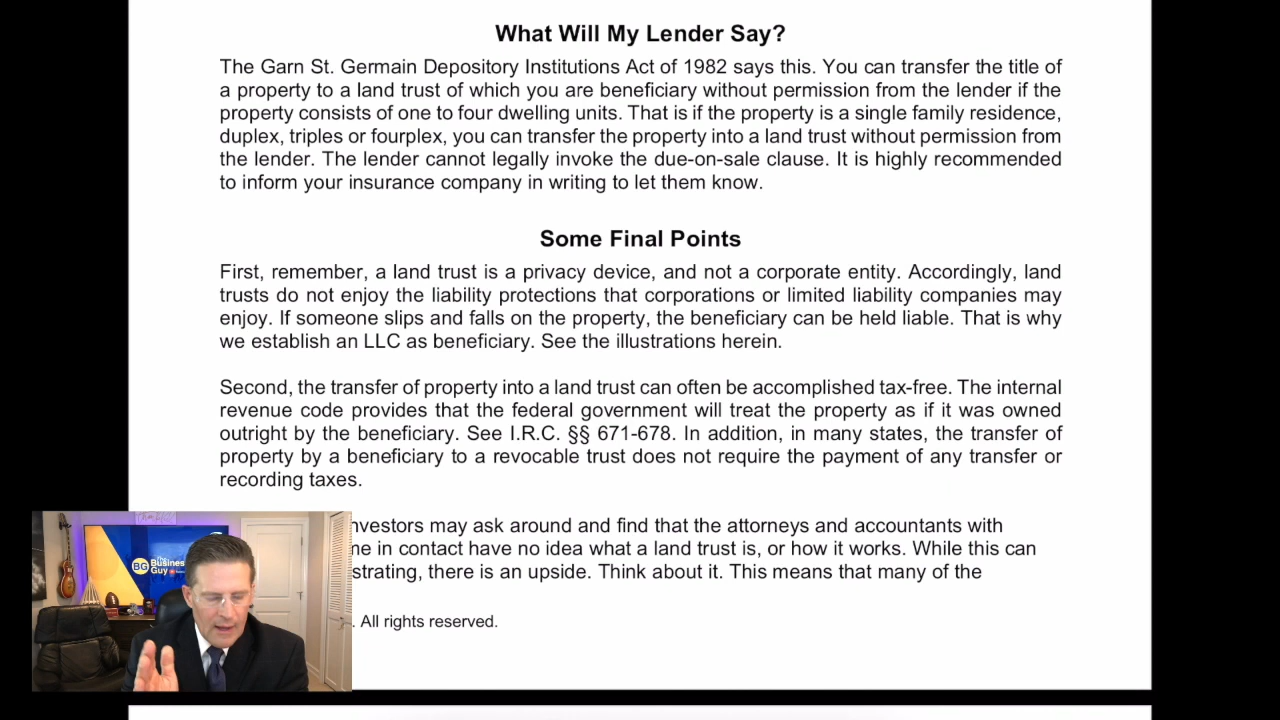 What Will My Lender Say?
The Garn St. Germain Depository Institutions Act of 1982 says this. You can transfer the title of
a property to a land trust of which you are beneficiary without permission from the lender if the
property consists of one to four dwelling units. That is if the property is a single family residence,
duplex, triples or fourplex, you can transfer the property into a land trust without permission from
the lender. The lender cannot legally invoke the due-on-sale clause. It is highly recommended
to inform your insurance company in writing to let them know.
Some Final Points
First, remember, a land trust is a privacy device, and not a corporate entity. Accordingly, land
trusts do not enjoy the liability protections that corporations or limited liability companies may
enjoy. If someone slips and falls on the property, the beneficiary can be held liable. That is why
we establish an LLC as beneficiary. See the illustrations herein.
Second, the transfer of property into a land trust can often be accomplished tax-free. The internal
revenue code provides that the federal government will treat the property as if it was owned
outright by the beneficiary. See I.R.C. §§ 671-678. In addition, in many states, the transfer of
property by a beneficiary to a revocable trust does not require the payment of any transfer or
recording taxes.
nvestors may ask around and find that the attorneys and accountants with
me in contact have no idea what a land trust is, or how it works. While this can
strating, there is an upside. Think about it. This means that many of the
. All rights reserved.
BG
The
Business
Guy